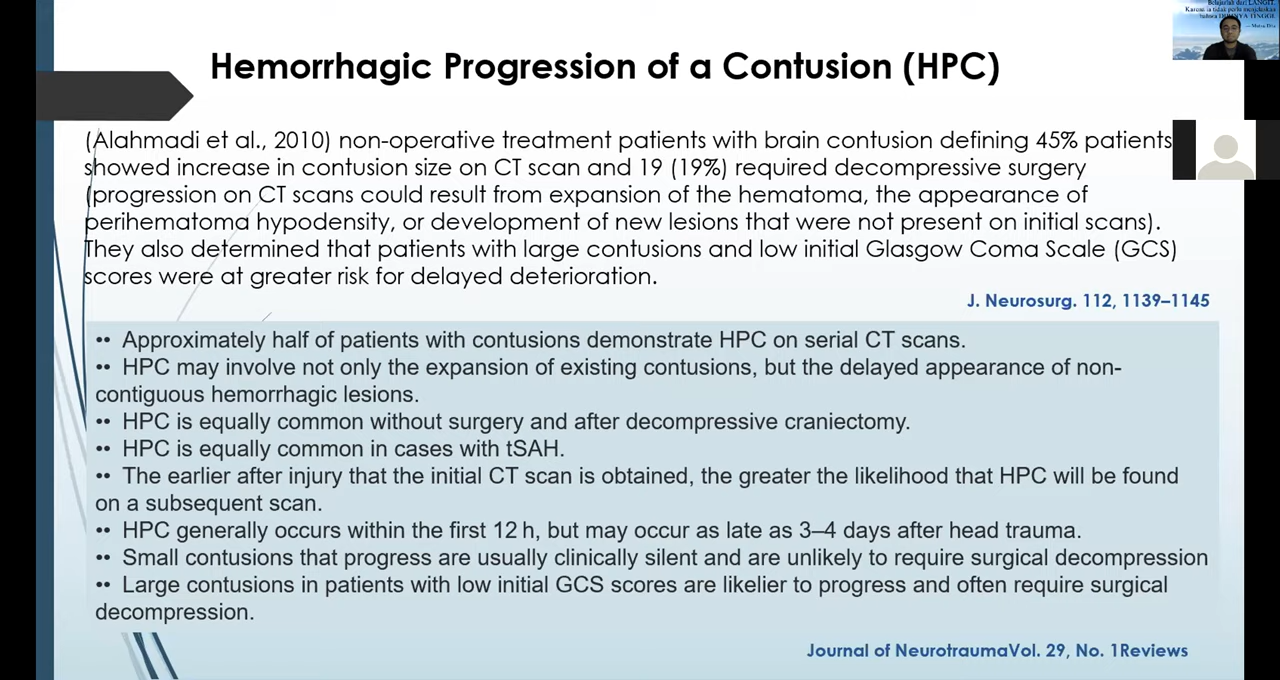 Belajarlah dari LANGIT.
Karena ia tidak perlu menjelaskan
bahwa DIRINYA TINGGI
Hemorrhagic Progression of a Contusion (HPC)
(Alahmadi et al., 2010) non-operative treatment patients with brain contusion defining 45% patients
showed increase in contusion size on CT scan and 19 (19%) required decompressive surgery
(progression on CT scans could result from expansion of the hematoma, the appearance of
perihematoma hypodensity, or development of new lesions that were not present on initial scans).
They also determined that patients with large contusions and low initial Glasgow Coma Scale (GCS)
scores were at greater risk for delayed deterioration.
J. Neurosurg. 112, 1139–1145
•• Approximately half of patients with contusions demonstrate HPC on serial CT scans.
•• HPC may involve not only the expansion of existing contusions, but the delayed appearance of non-
contiguous hemorrhagic lesions.
•• HPC is equally common without surgery and after decompressive craniectomy.
•• HPC is equally common in cases with tSAH.
•• The earlier after injury that the initial CT scan is obtained, the greater the likelihood that HPC will be found
on a subsequent scan.
•• HPC generally occurs within the first 12 h, but may occur as late as 3–4 days after head trauma.
•• Small contusions that progress are usually clinically silent and are unlikely to require surgical decompression
•• Large contusions in patients with low initial GCS scores are likelier to progress and often require surgical
decompression.
Journal of NeurotraumaVol. 29, No. 1Reviews